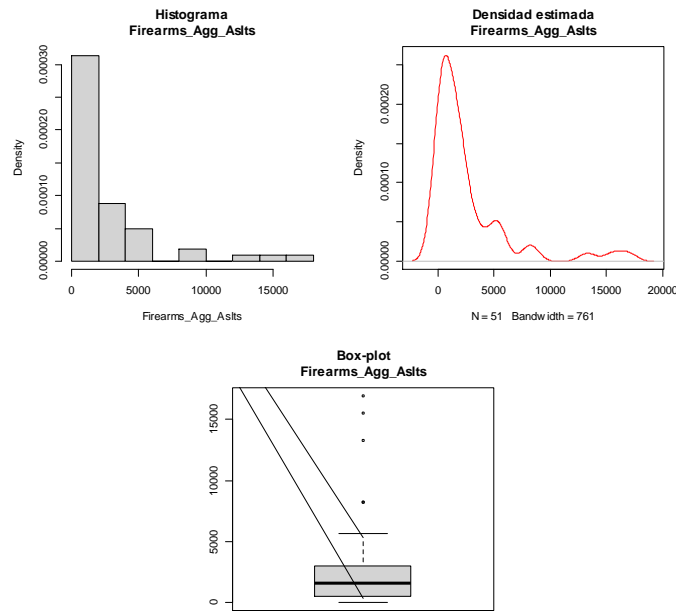 Histograma
Firearms_Agg_Aslts
Density
0.00000
0.00010
0.00020
0.00030
0
5000
10000
15000
Firearms_Agg_Aslts
Densidad estimada
Firearms_Agg_Aslts
Density
0.00000
0.00010
0.00020
0
5000
10000
15000
20000
N = 51 Bandwidth = 761
Box-plot
Firearms_Agg_Aslts
0
5000
10000
15000